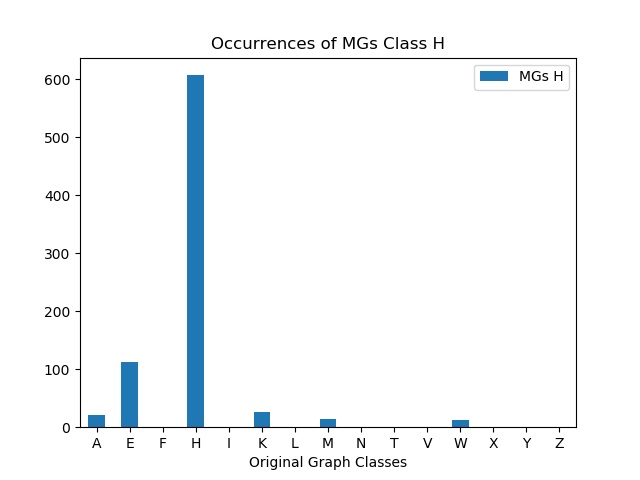 Occurrences of MGs Class H
MGs H
600
500
400
300
200
100
0
A E F H I K L M N T V W X Y Z
Original Graph Classes